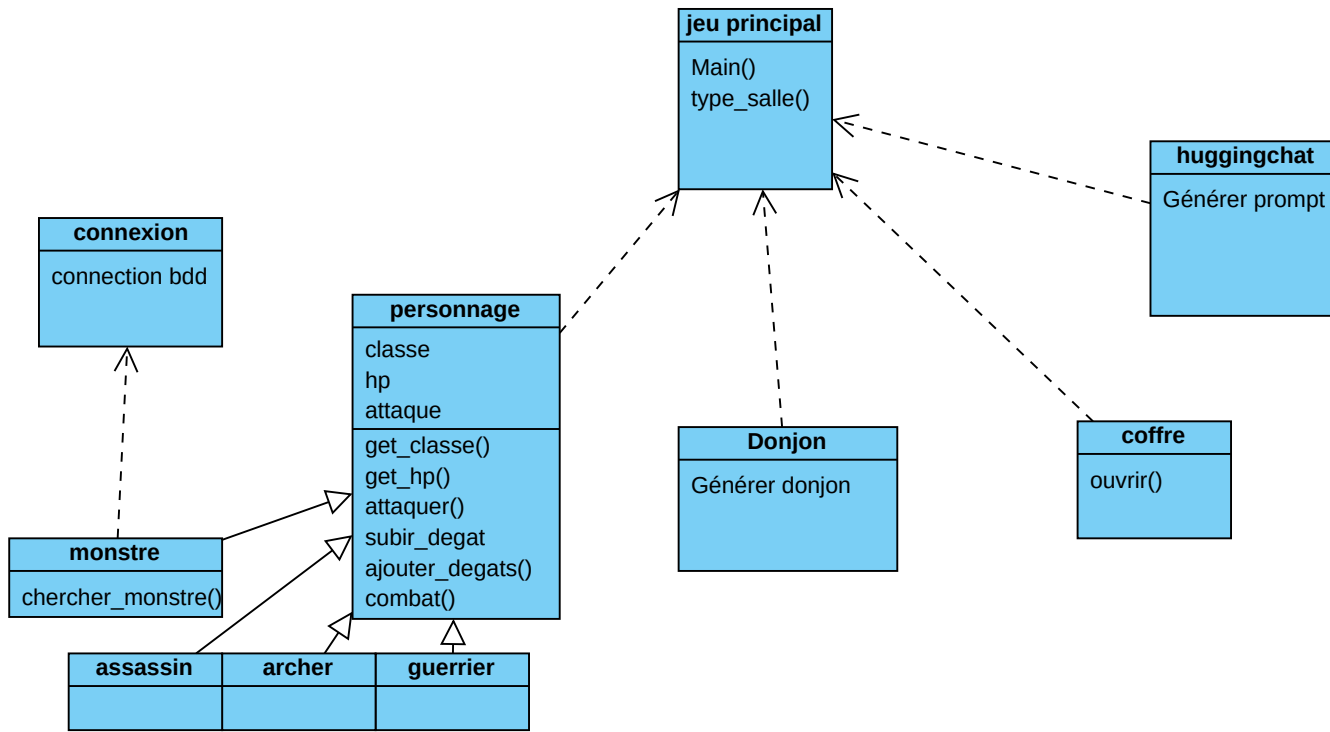 jeu principal
Main()
type_salle()
huggingchat
Générer prompt
connexion
connection bdd
personnage
classe
hp
attaque
get_classe()
get_hp()
attaquer()
subir_degat
ajouter_degats()
combat()
Donjon
Générer donjon
coffre
ouvrir()
monstre
chercher_monstre()
assassin
archer
guerrier